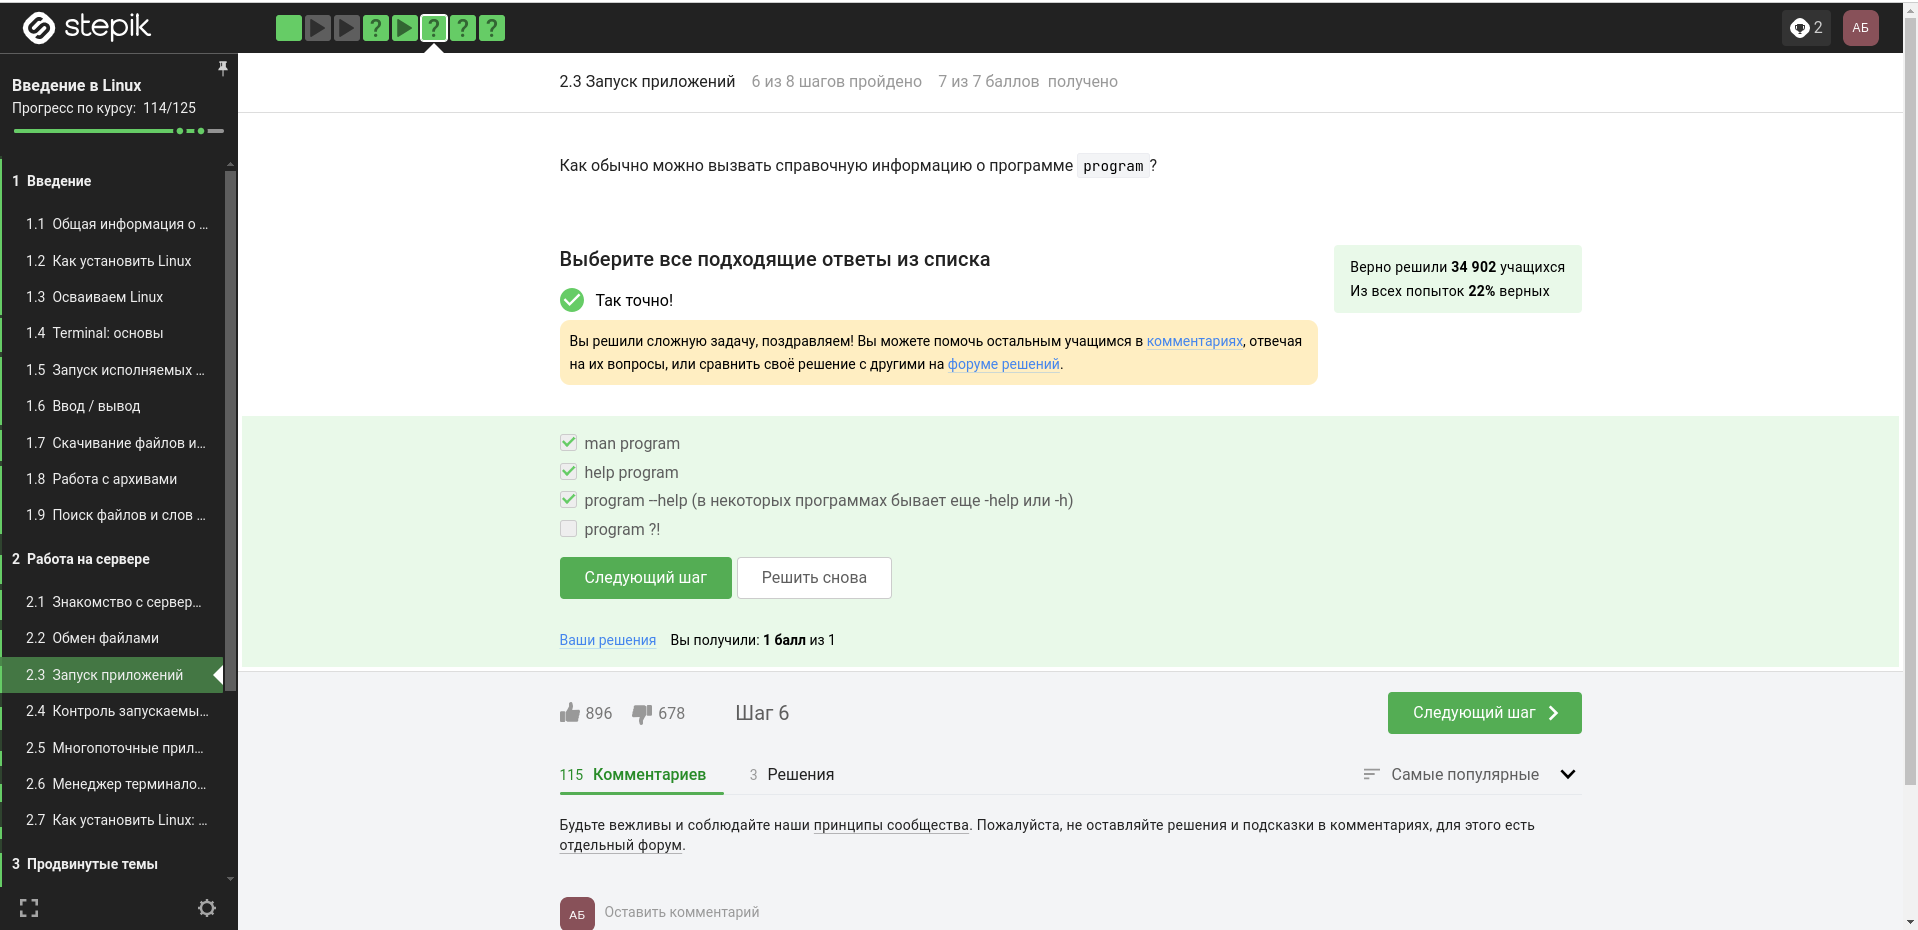 stepik
? ? ? ?
2
АБ
Введение в Linux
Прогресс по курсу: 114/125
1 Введение
1.1 Общая информация о ...
1.2 Как установить Linux
1.3 Осваиваем Linux
1.4 Terminal: основы
1.5 Запуск исполняемых ...
1.6 Ввод / вывод
1.7 Скачивание файлов и...
1.8 Работа с архивами
1.9 Поиск файлов и слов ...
2 Работа на сервере
2.1 Знакомство с сервер...
2.2 Обмен файлами
2.3 Запуск приложений
2.4 Контроль запускаемы...
2.5 Многопоточные прил...
2.6 Менеджер терминало...
2.7 Как установить Linux: ...
3 Продвинутые темы
2.3 Запуск приложений 6 из 8 шагов пройдено 7 из 7 баллов получено
Как обычно можно вызвать справочную информацию о программе program ?
Выберите все подходящие ответы из списка
Так точно!
Верно решили 34 902 учащихся
Из всех попыток 22% верных
Вы решили сложную задачу, поздравляем! Вы можете помочь остальным учащимся в комментариях, отвечая
на их вопросы, или сравнить своё решение с другими на форуме решений.
man program
help program
program --help (в некоторых программах бывает еще -help или -h)
program ?!
Следующий шаг
Решить снова
Ваши решения Вы получили: 1 балл из 1
896 678 Шаг 6
Следующий шаг
115 Комментариев 3 Решения
Самые популярные
Будьте вежливы и соблюдайте наши принципы сообщества. Пожалуйста, не оставляйте решения и подсказки в комментариях, для этого есть
отдельный форум.
АБ
Оставить комментарий